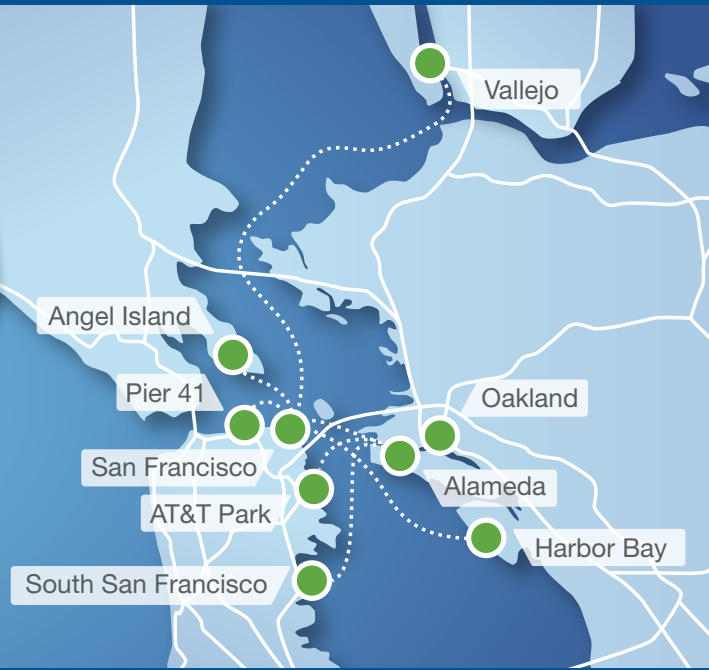 Vallejo
Angel Island
Pier 41
Oakland
San Francisco
Alameda
AT&T Park
Harbor Bay
South San Francisco